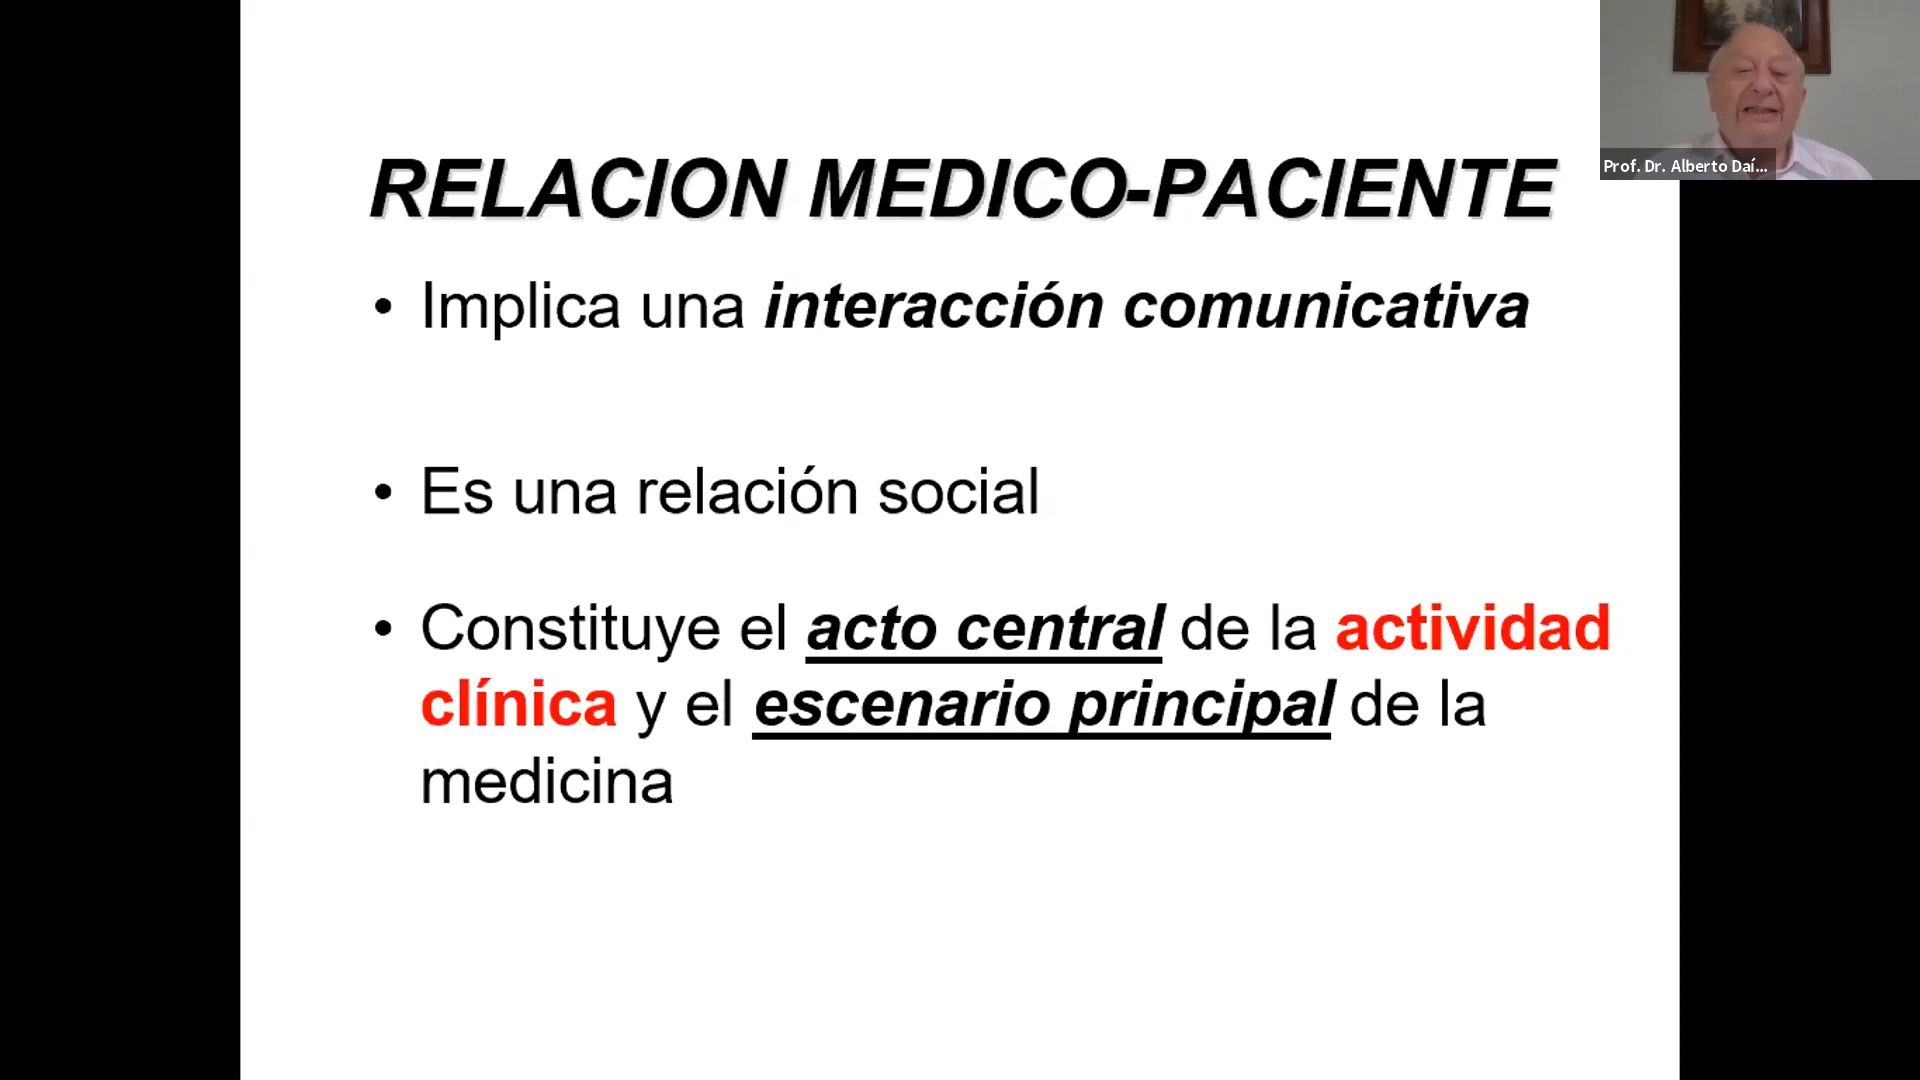 RELACION MEDICO-PACIENTE
• Implica una interacción comunicativa
• Es una relación social
• Constituye el acto central de la actividad
clínica y el escenario principal de la
medicina
Prof. Dr. Alberto Daí...